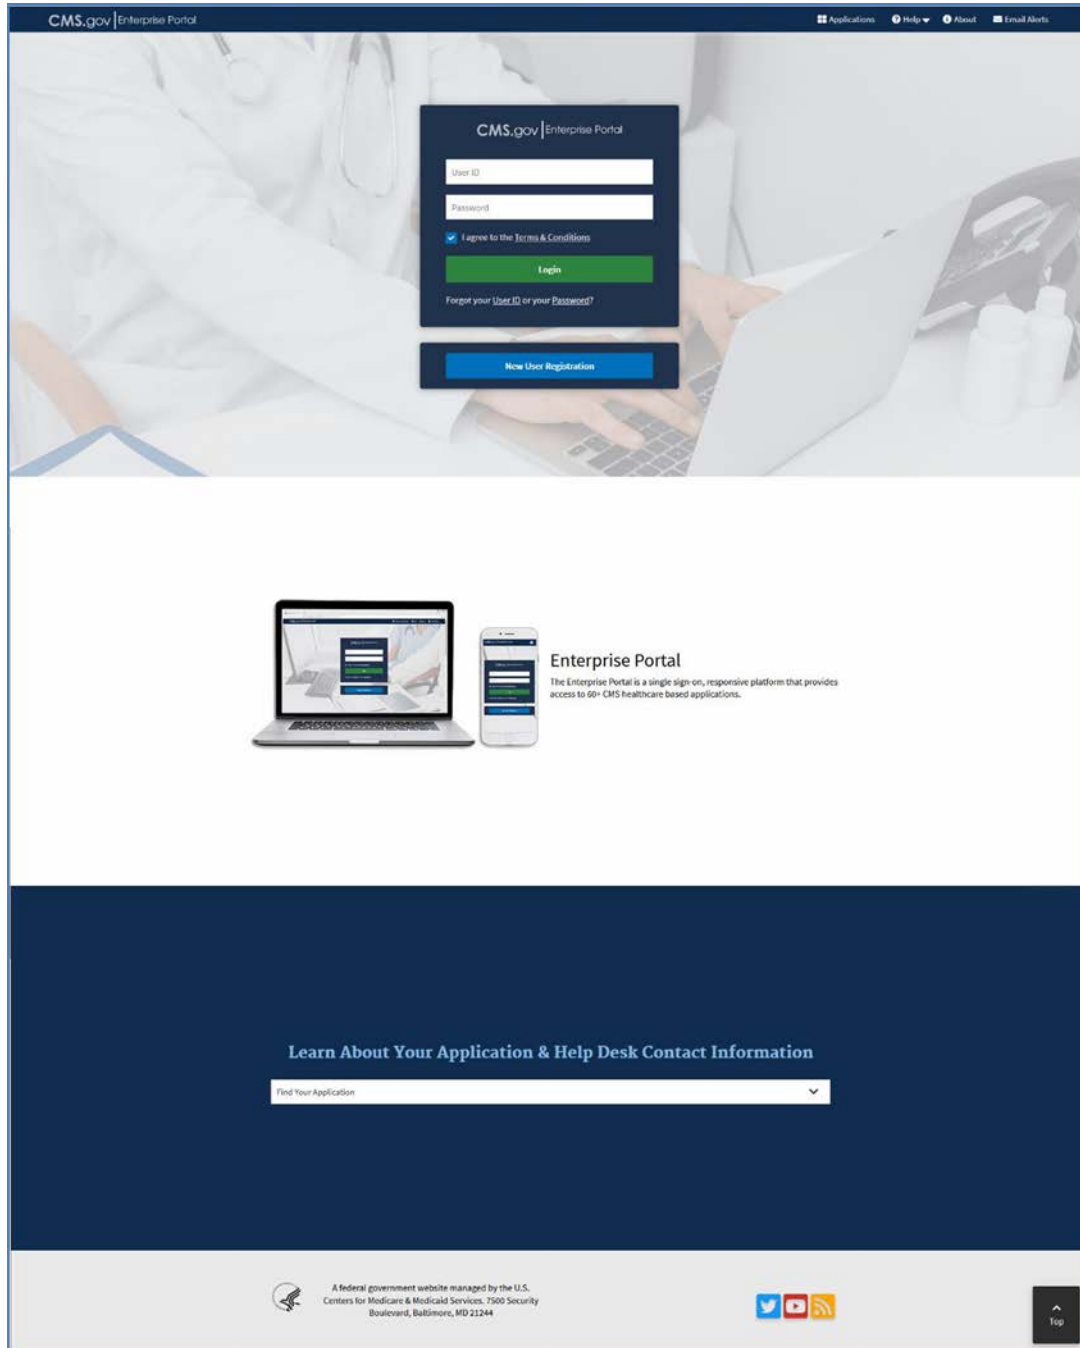 CMS.gov | Enterprise Portal
Applications
Help
About
Email Alerts
CMS.gov | Enterprise Portal
User ID
Password
I agree to the Terms & Conditions
Login
Forgot your User ID or your Password?
New User Registration
Enterprise Portal
The Enterprise Portal is a single sign-on, responsive platform that provides
access to 60+ CMS healthcare based applications.
Learn About Your Application & Help Desk Contact Information
Find Your Application
A federal government website managed by the U.S.
Centers for Medicare & Medicaid Services. 7500 Security
Boulevard, Baltimore, MD 21244
Top